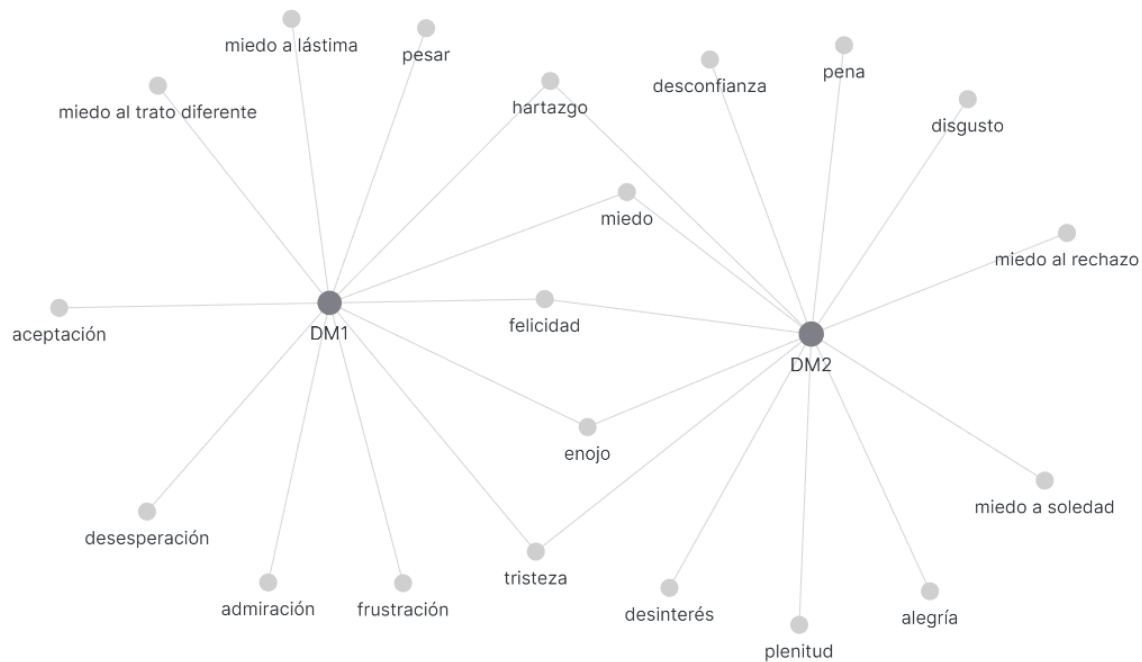 miedo a lástima
pesar
pena
desconfianza
miedo al trato diferente
hartazgo
disgusto
miedo
miedo al rechazo
felicidad
aceptación
DM1
DM2
enojo
miedo a soledad
desesperación
tristeza
admiración
frustración
desinterés
alegría
plenitud